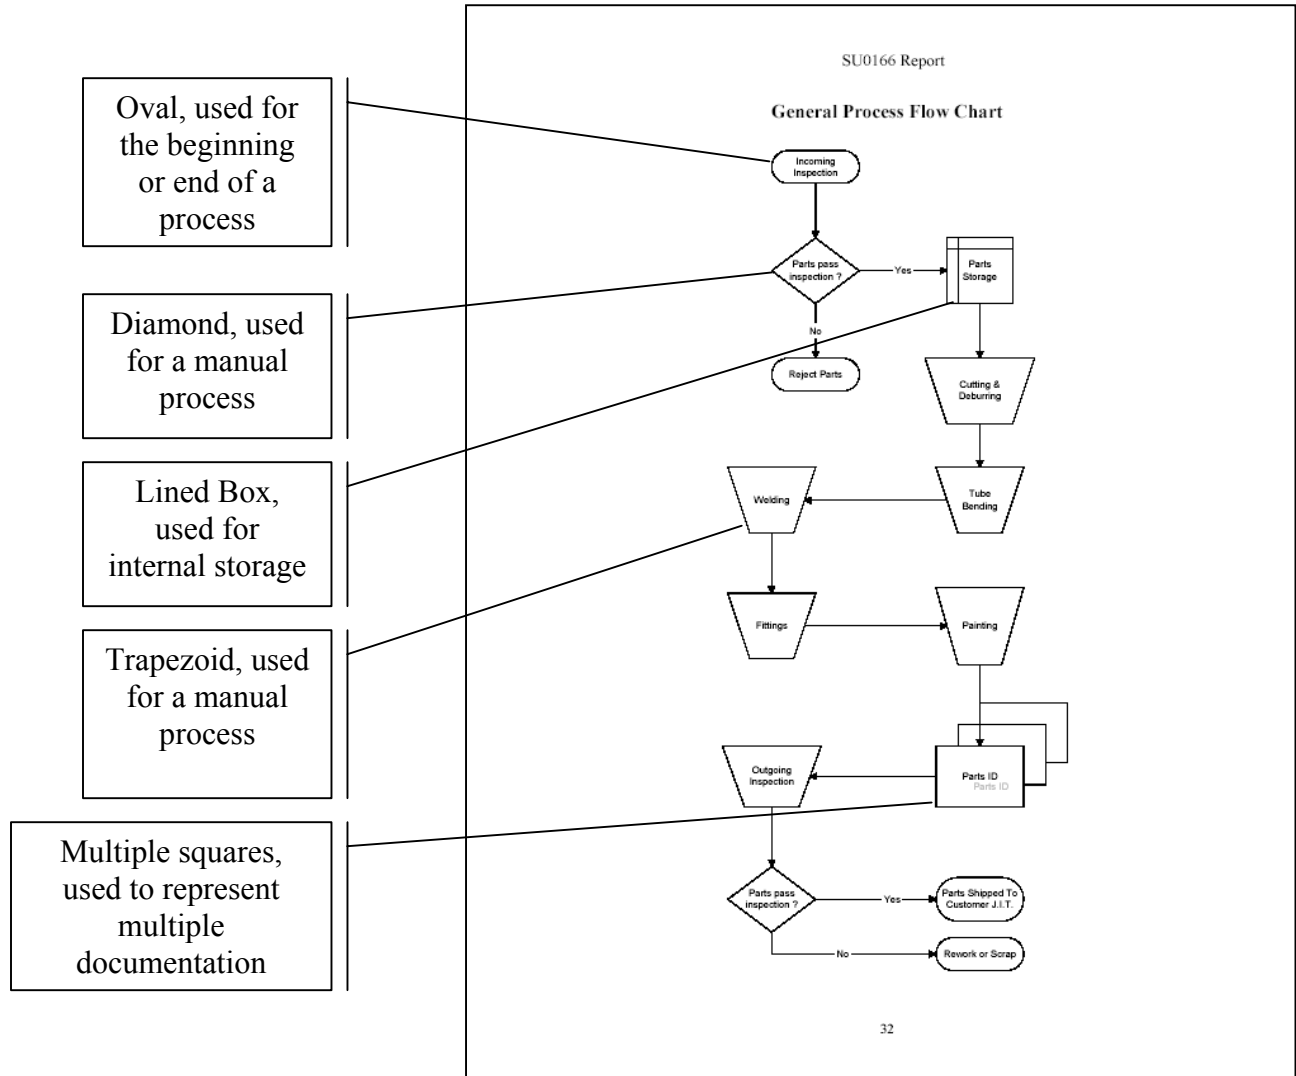 SU0166 Report
General Process Flow Chart
Oval, used for
the beginning
or end of a
process
Diamond, used
for a manual
process
Lined Box,
used for
internal storage
Trapezoid, used
for a manual
process
Multiple squares,
used to represent
multiple
documentation
Incoming
Inspection
Parts pass
inspection ?
Yes
Parts
Storage
No
Reject Parts
Cutting &
Deburring
Tube
Bending
Welding
Fittings
Painting
Parts ID
Parts ID
Outgoing
Inspection
Parts pass
inspection ?
Yes
Parts Shipped To
Customer J.I.T.
No
Rework or Scrap
32